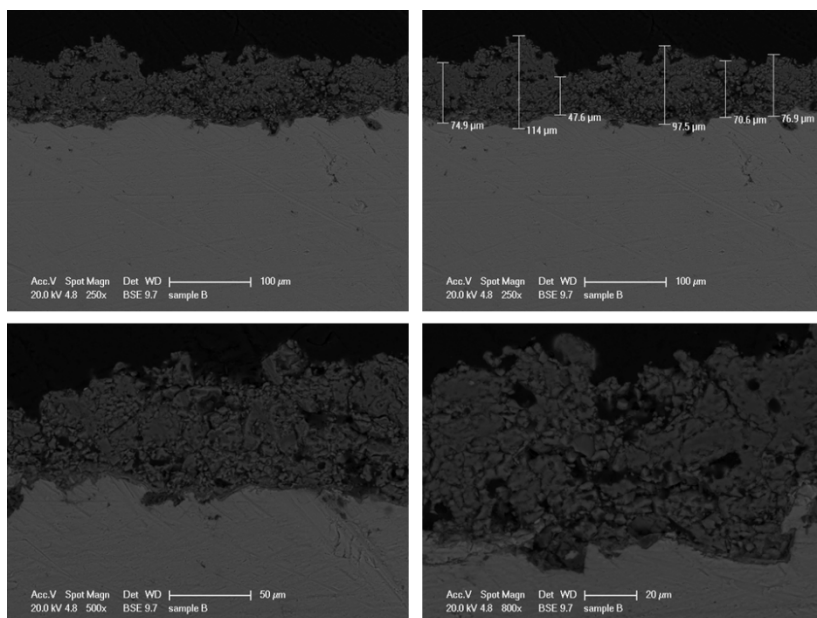 Acc.V Spot Magn Det WD 100 µm
20.0 kV 4.8 250x BSE 9.7 sample B
74.9 µm
114 µm
47.6 µm
97.5 µm
70.6 µm
76.9 µm
Acc.V Spot Magn Det WD 100 µm
20.0 kV 4.8 250x BSE 9.7 sample B
Acc.V Spot Magn Det WD 50 µm
20.0 kV 4.8 500x BSE 9.7 sample B
Acc.V Spot Magn Det WD 20 µm
20.0 kV 4.8 800x BSE 9.7 sample B